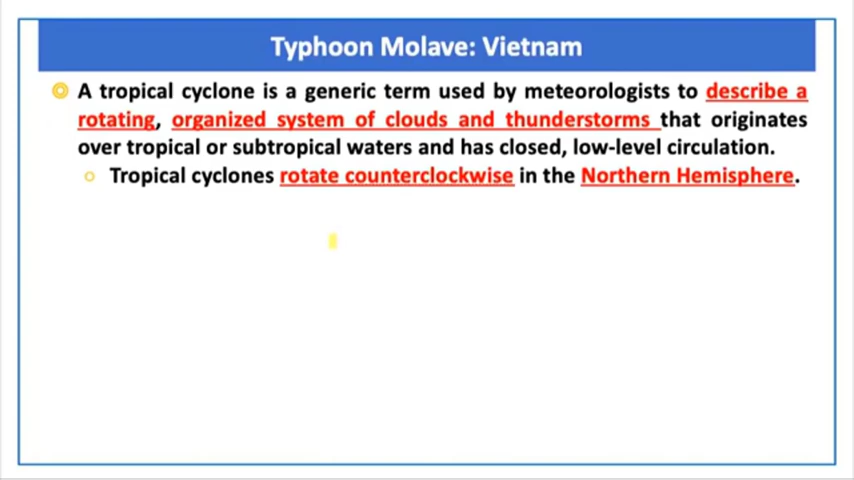 Typhoon Molave: Vietnam
A tropical cyclone is a generic term used by meteorologists to describe a
rotating, organized system of clouds and thunderstorms that originates
over tropical or subtropical waters and has closed, low-level circulation.
Tropical cyclones rotate counterclockwise in the Northern Hemisphere.